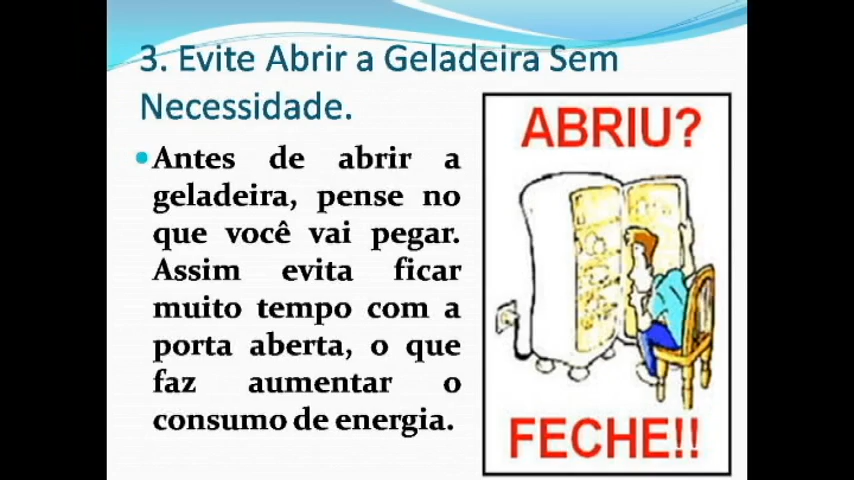 3. Evite Abrir a Geladeira Sem
Necessidade.
•Antes de abrir a
geladeira, pense no
que você vai pegar.
Assim evita ficar
muito tempo com a
porta aberta, o que
faz aumentar o
consumo de energia.
ABRIU?
FECHE!!